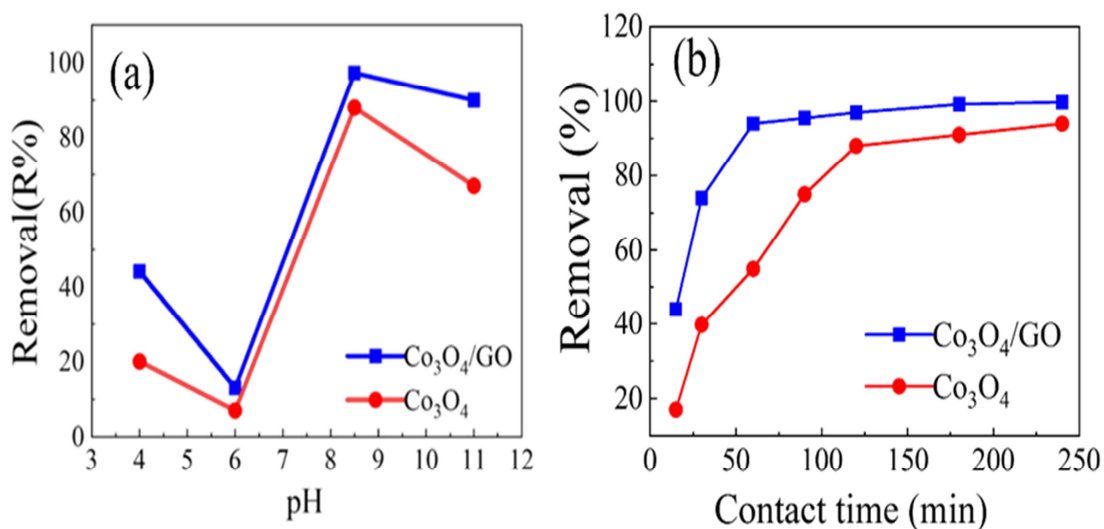 (a)
Removal(R%)
100
80
60
40
20
0
Co₃O₄/GO
Co₃O₄
3 4 5 6 7 8 9 10 11 12
pH
(b)
Removal (%)
120
100
80
60
40
20
Co₃O₄/GO
Co₃O₄
0 50 100 150 200 250
Contact time (min)